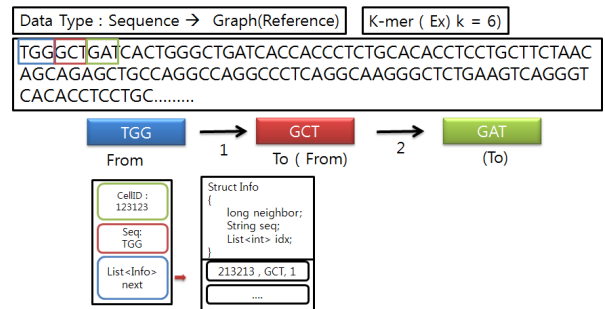 Data Type : Sequence → Graph(Reference)
K-mer ( Ex) k = 6)
TGGGCTGATCACTGGGCTGATCACCACCCTCTGCACACCTCCTGCTTCTAAC
AGCAGAGCTGCCAGGCCAGGCCCTCAGGCAAGGGCTCTGAAGTCAGGGT
CACACCTCCTGC.........
TGG
GCT
GAT
From
1
To ( From)
2
(To)
CellID :
123123
Seq:
TGG
List<Info>
next
Struct Info
{
long neighbor;
String seq;
List<int> idx;
}
213213 , GCT, 1
....